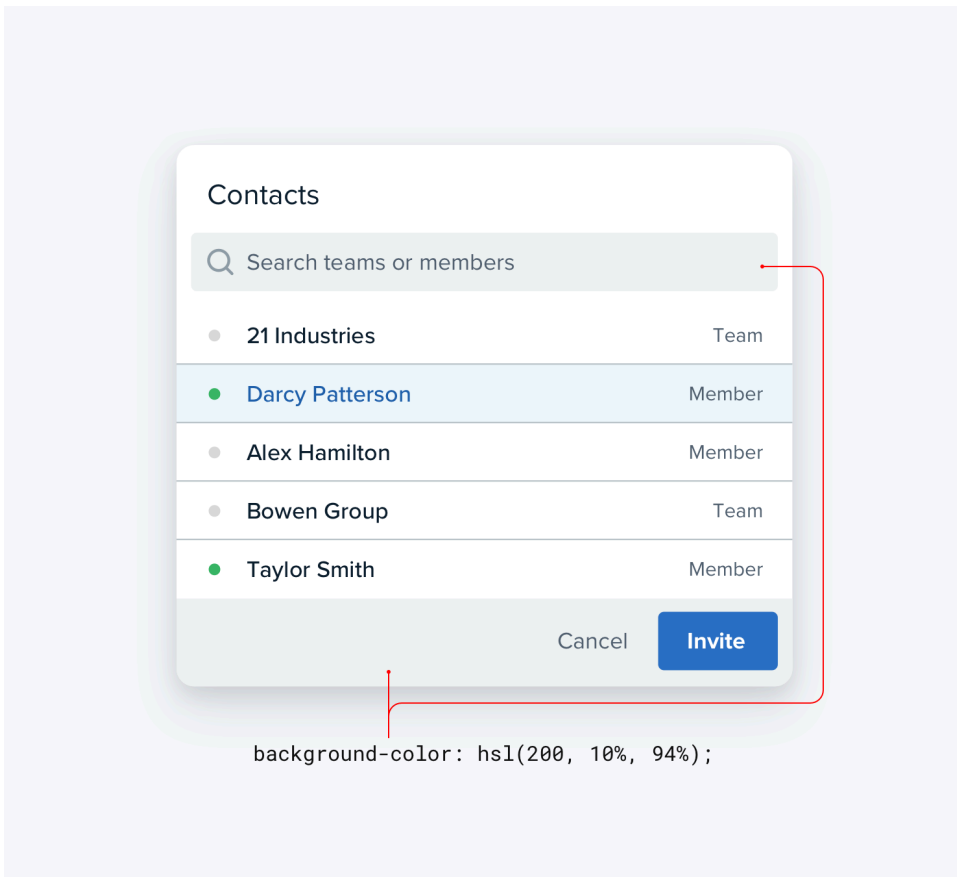 Contacts
Search teams or members
21 Industries Team
Darcy Patterson Member
Alex Hamilton Member
Bowen Group Team
Taylor Smith Member
Cancel Invite
background-color: hsl(200, 10%, 94%);